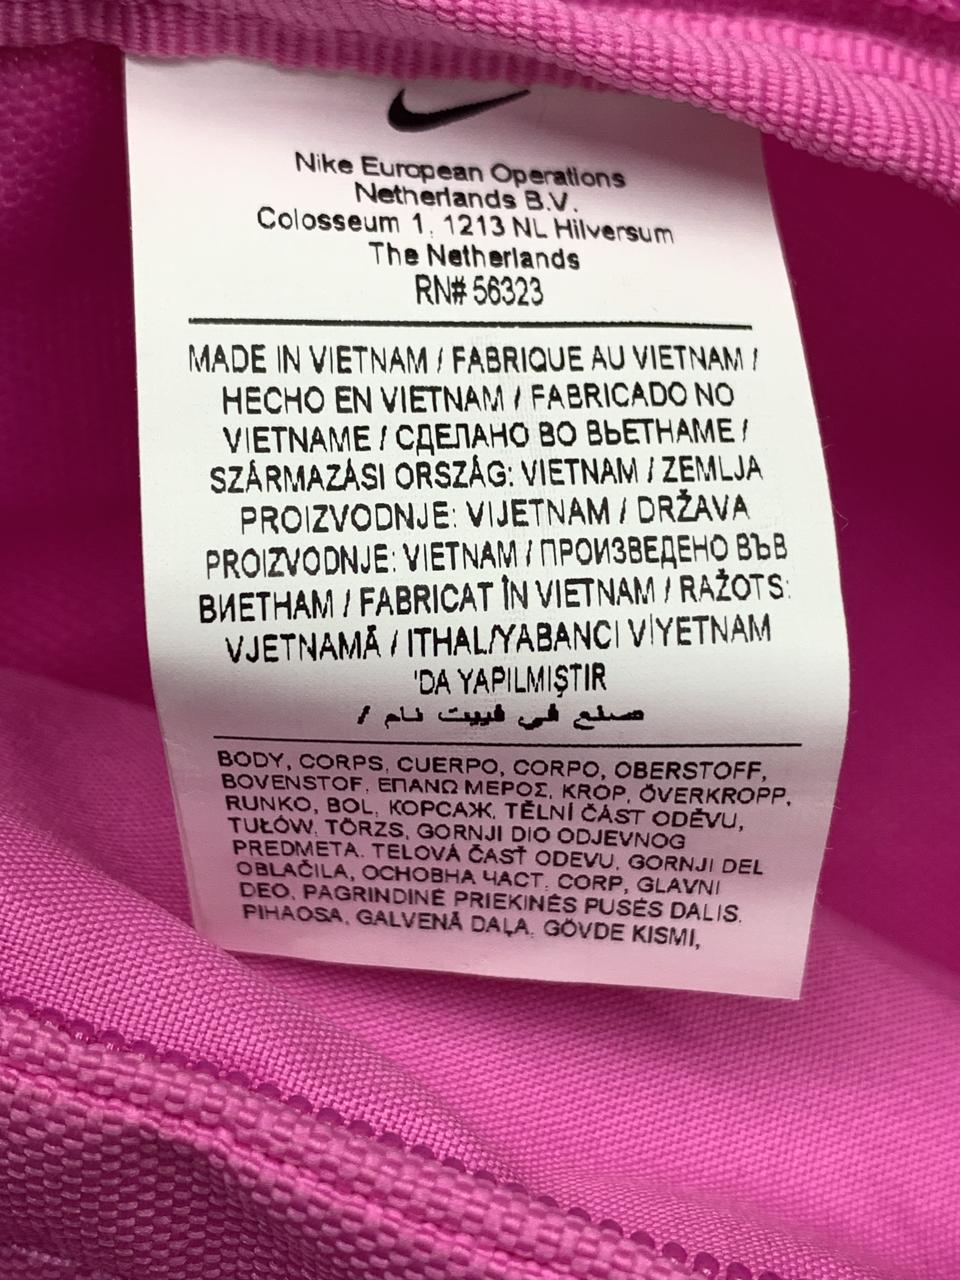 Nike European Operations
Netherlands B.V.
Colosseum 1, 1213 NL Hilversum
The Netherlands
RN# 56323
MADE IN VIETNAM / FABRIQUE AU VIETNAM /
HECHO EN VIETNAM / FABRICADO NO
VIETNAME / СДЕЛАНО ВО ВЬЕТНАМЕ /
SZÁRMAZÁSI ORSZÁG: VIETNAM / ZEMLJA
PROIZVODNJE: VIJETNAM / DRŽAVA
PROIZVODNJE: VIETNAM / ПРОИЗВЕДЕНО ВЪВ
ВИЕТНАМ / FABRICAT ÎN VIETNAM / RAŽOTS:
VJETNAMĀ / ITHAL/YABANCI VİYETNAM
'DA YAPILMIŞTIR
صنع في فييت نام /
BODY, CORPS, CUERPO, CORPO, OBERSTOFF,
BOVENSTOF, ΕΠΑΝΩ ΜΕΡΟΣ, KROP, ÖVERKROPP,
RUNKO, BOL, КОРСАЖ, TĚLNÍ ČÁST ODĚVU,
TUŁÓW, TÖRZS, GORNJI DIO ODJEVNOG
PREDMETA, TELOVÁ ČASŤ ODEVU, GORNJI DEL
OBLAČILA, ОСНОВНА ЧАСТ, CORP, GLAVNI
DEO, PAGRINDINĖ PRIEKINĖS PUSĖS DALIS,
PIHAOSA, GALVENĀ DAĻA, GÖVDE KISMI,